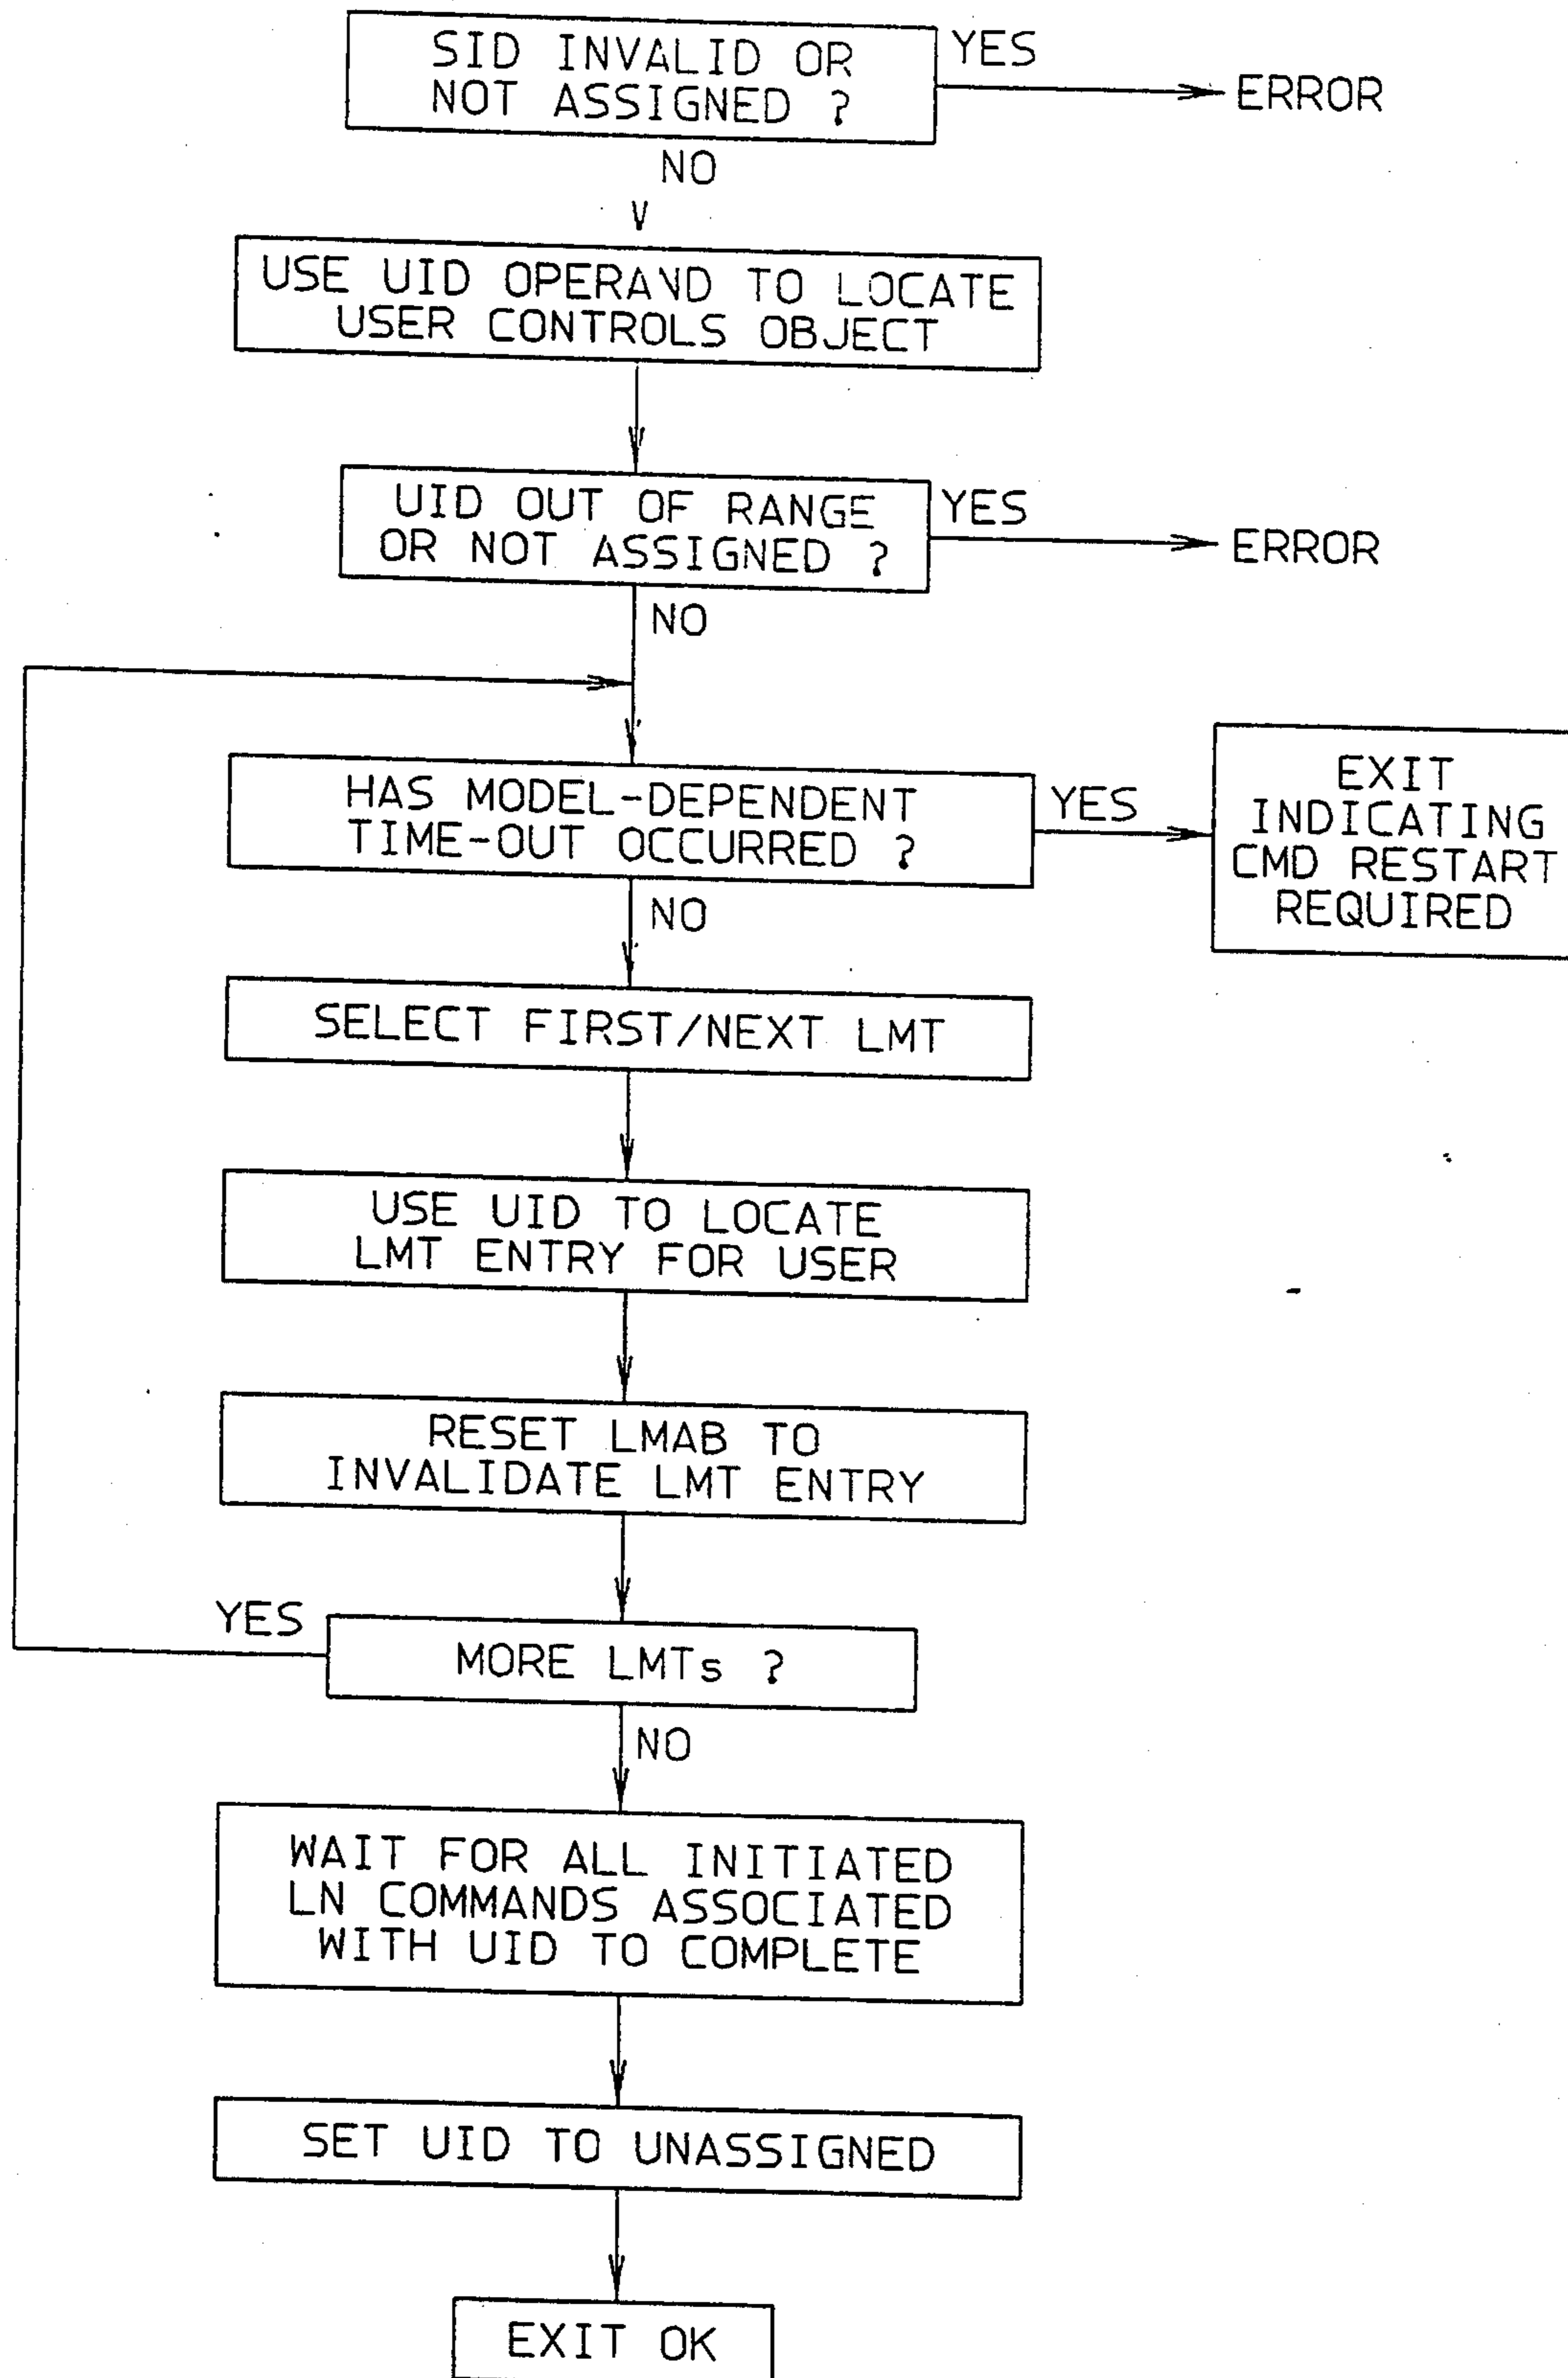 SID INVALID OR
NOT ASSIGNED ?
YES
ERROR
NO
V
USE UID OPERAND TO LOCATE
USER CONTROLS OBJECT
UID OUT OF RANGE
OR NOT ASSIGNED ?
YES
ERROR
NO
HAS MODEL-DEPENDENT
TIME-OUT OCCURRED ?
YES
EXIT
INDICATING
CMD RESTART
REQUIRED
NO
SELECT FIRST/NEXT LMT
USE UID TO LOCATE
LMT ENTRY FOR USER
RESET LMAB TO
INVALIDATE LMT ENTRY
YES
MORE LMTs ?
NO
WAIT FOR ALL INITIATED
LN COMMANDS ASSOCIATED
WITH UID TO COMPLETE
SET UID TO UNASSIGNED
EXIT OK